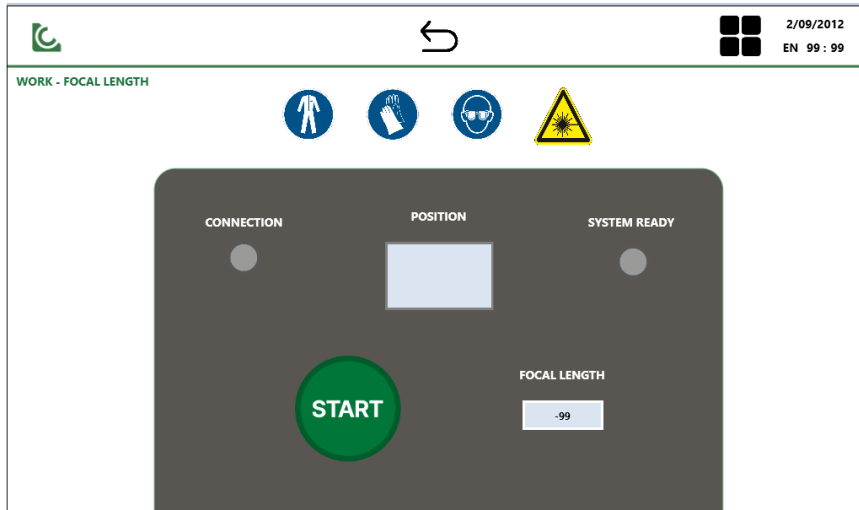 2/09/2012
EN 99 : 99
WORK - FOCAL LENGTH
CONNECTION
POSITION
SYSTEM READY
START
FOCAL LENGTH
-99